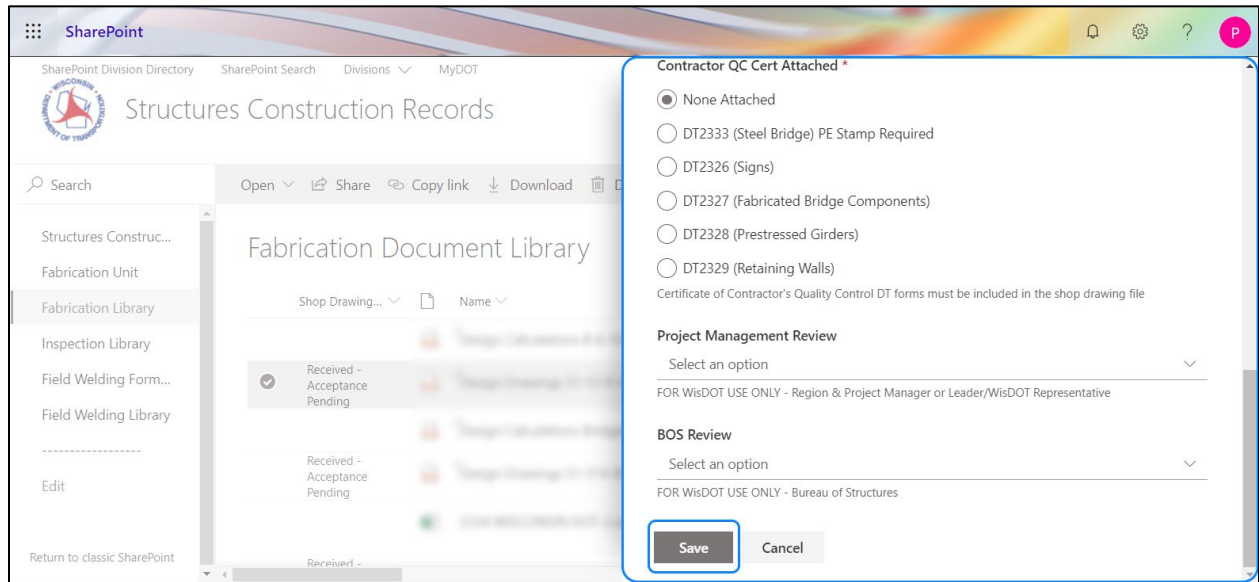 SharePoint
P
SharePoint Division Directory SharePoint Search Divisions MyDOT
WISCONSIN DEPARTMENT OF TRANSPORTATION
Structures Construction Records
Search
Structures Construc...
Fabrication Unit
Fabrication Library
Inspection Library
Field Welding Form...
Field Welding Library
------------------
Edit
Return to classic SharePoint
Open Share Copy link Download D
Fabrication Document Library
Shop Drawing... Name
Received -
Acceptance
Pending
Received -
Acceptance
Pending
Received -
Contractor QC Cert Attached *
None Attached
DT2333 (Steel Bridge) PE Stamp Required
DT2326 (Signs)
DT2327 (Fabricated Bridge Components)
DT2328 (Prestressed Girders)
DT2329 (Retaining Walls)
Certificate of Contractor's Quality Control DT forms must be included in the shop drawing file
Project Management Review
Select an option
FOR WisDOT USE ONLY - Region & Project Manager or Leader/WisDOT Representative
BOS Review
Select an option
FOR WisDOT USE ONLY - Bureau of Structures
Save Cancel